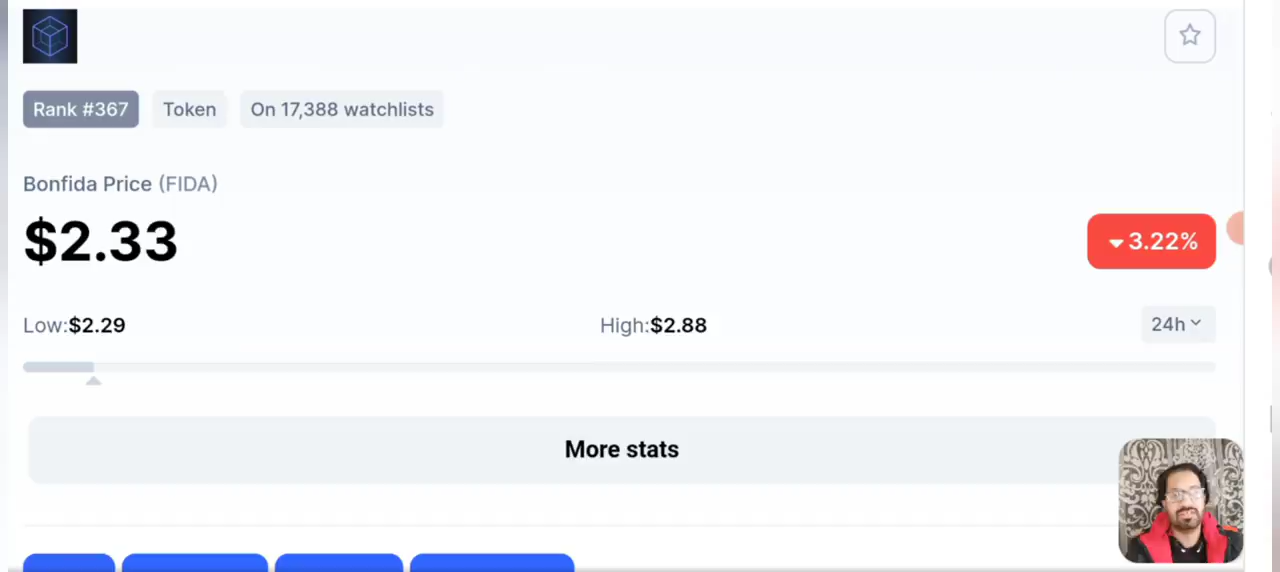 Rank #367 Token On 17,388 watchlists
Bonfida Price (FIDA)
$2.33 3.22%
Low:$2.29 High:$2.88 24h
More stats